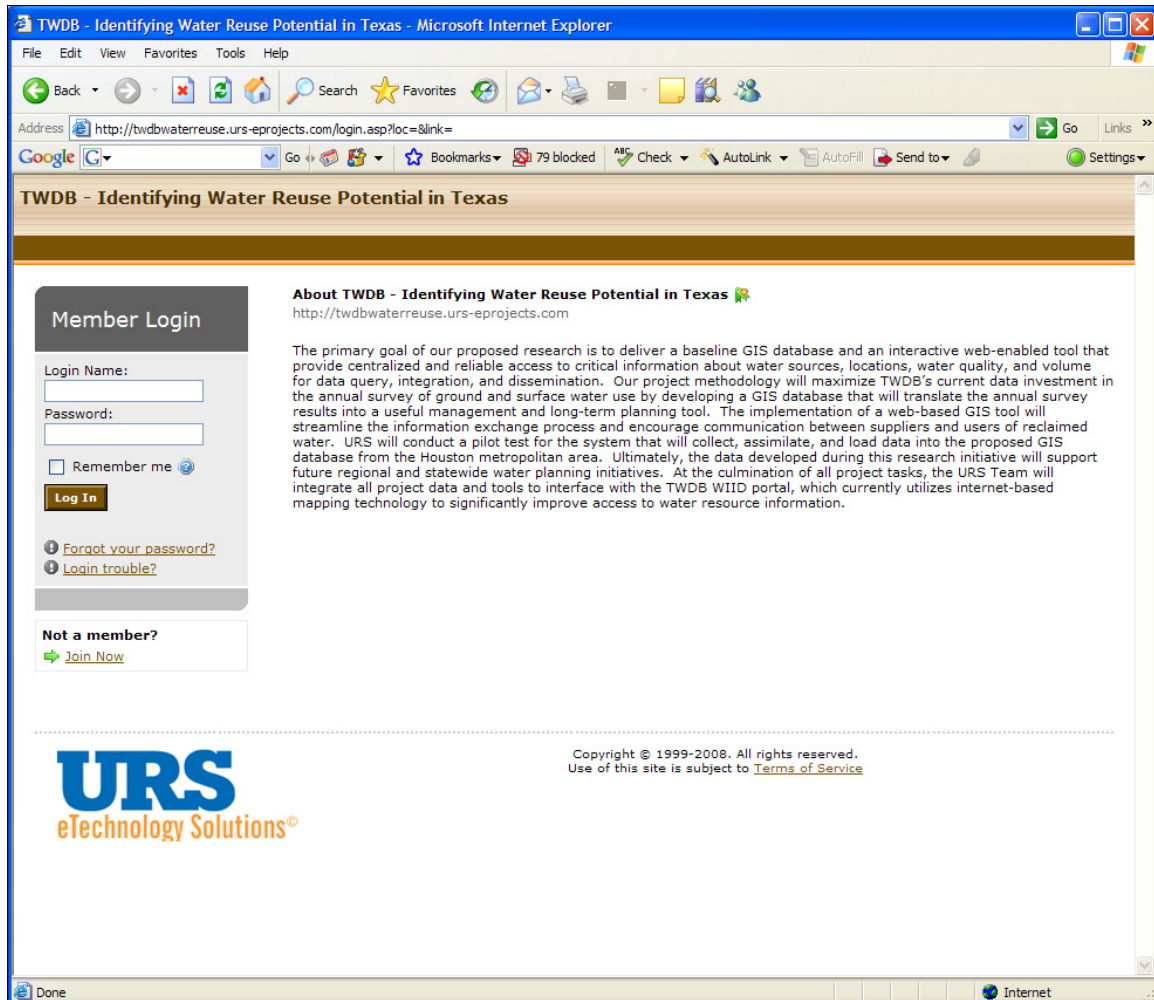 TWDB - Identifying Water Reuse Potential in Texas - Microsoft Internet Explorer
File Edit View Favorites Tools Help
Back Search Favorites
Address http://twdbwaterreuse.urs-eprojects.com/login.asp?loc=&link= Go Links »
Google G Go Bookmarks 79 blocked ABC Check AutoLink AutoFill Send to Settings
TWDB - Identifying Water Reuse Potential in Texas
Member Login
Login Name:
Password:
Remember me ?
Log In
Forgot your password?
Login trouble?
Not a member?
Join Now
About TWDB - Identifying Water Reuse Potential in Texas
http://twdbwaterreuse.urs-eprojects.com
The primary goal of our proposed research is to deliver a baseline GIS database and an interactive web-enabled tool that
provide centralized and reliable access to critical information about water sources, locations, water quality, and volume
for data query, integration, and dissemination. Our project methodology will maximize TWDB's current data investment in
the annual survey of ground and surface water use by developing a GIS database that will translate the annual survey
results into a useful management and long-term planning tool. The implementation of a web-based GIS tool will
streamline the information exchange process and encourage communication between suppliers and users of reclaimed
water. URS will conduct a pilot test for the system that will collect, assimilate, and load data into the proposed GIS
database from the Houston metropolitan area. Ultimately, the data developed during this research initiative will support
future regional and statewide water planning initiatives. At the culmination of all project tasks, the URS Team will
integrate all project data and tools to interface with the TWDB WIID portal, which currently utilizes internet-based
mapping technology to significantly improve access to water resource information.
URS
eTechnology Solutions©
Copyright © 1999-2008. All rights reserved.
Use of this site is subject to Terms of Service
Done Internet